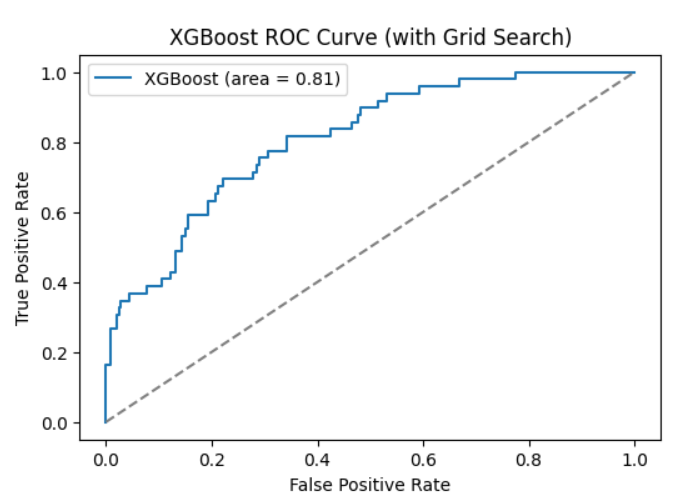 XGBoost ROC Curve (with Grid Search)
XGBoost (area = 0.81)
1.0
0.8
0.6
0.4
0.2
0.0
True Positive Rate
0.0 0.2 0.4 0.6 0.8 1.0
False Positive Rate